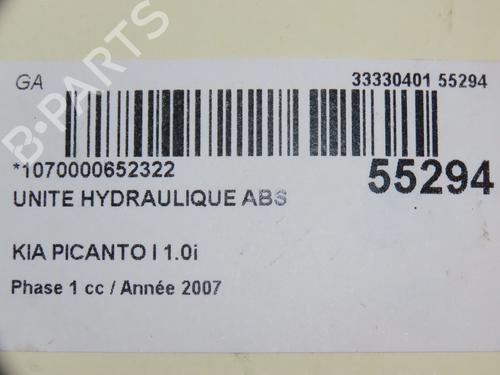 GA
33330401 55294
B-PARTS
*1070000652322
55294
UNITE HYDRAULIQUE ABS
KIA PICANTO I 1.0i
Phase 1 cc / Année 2007